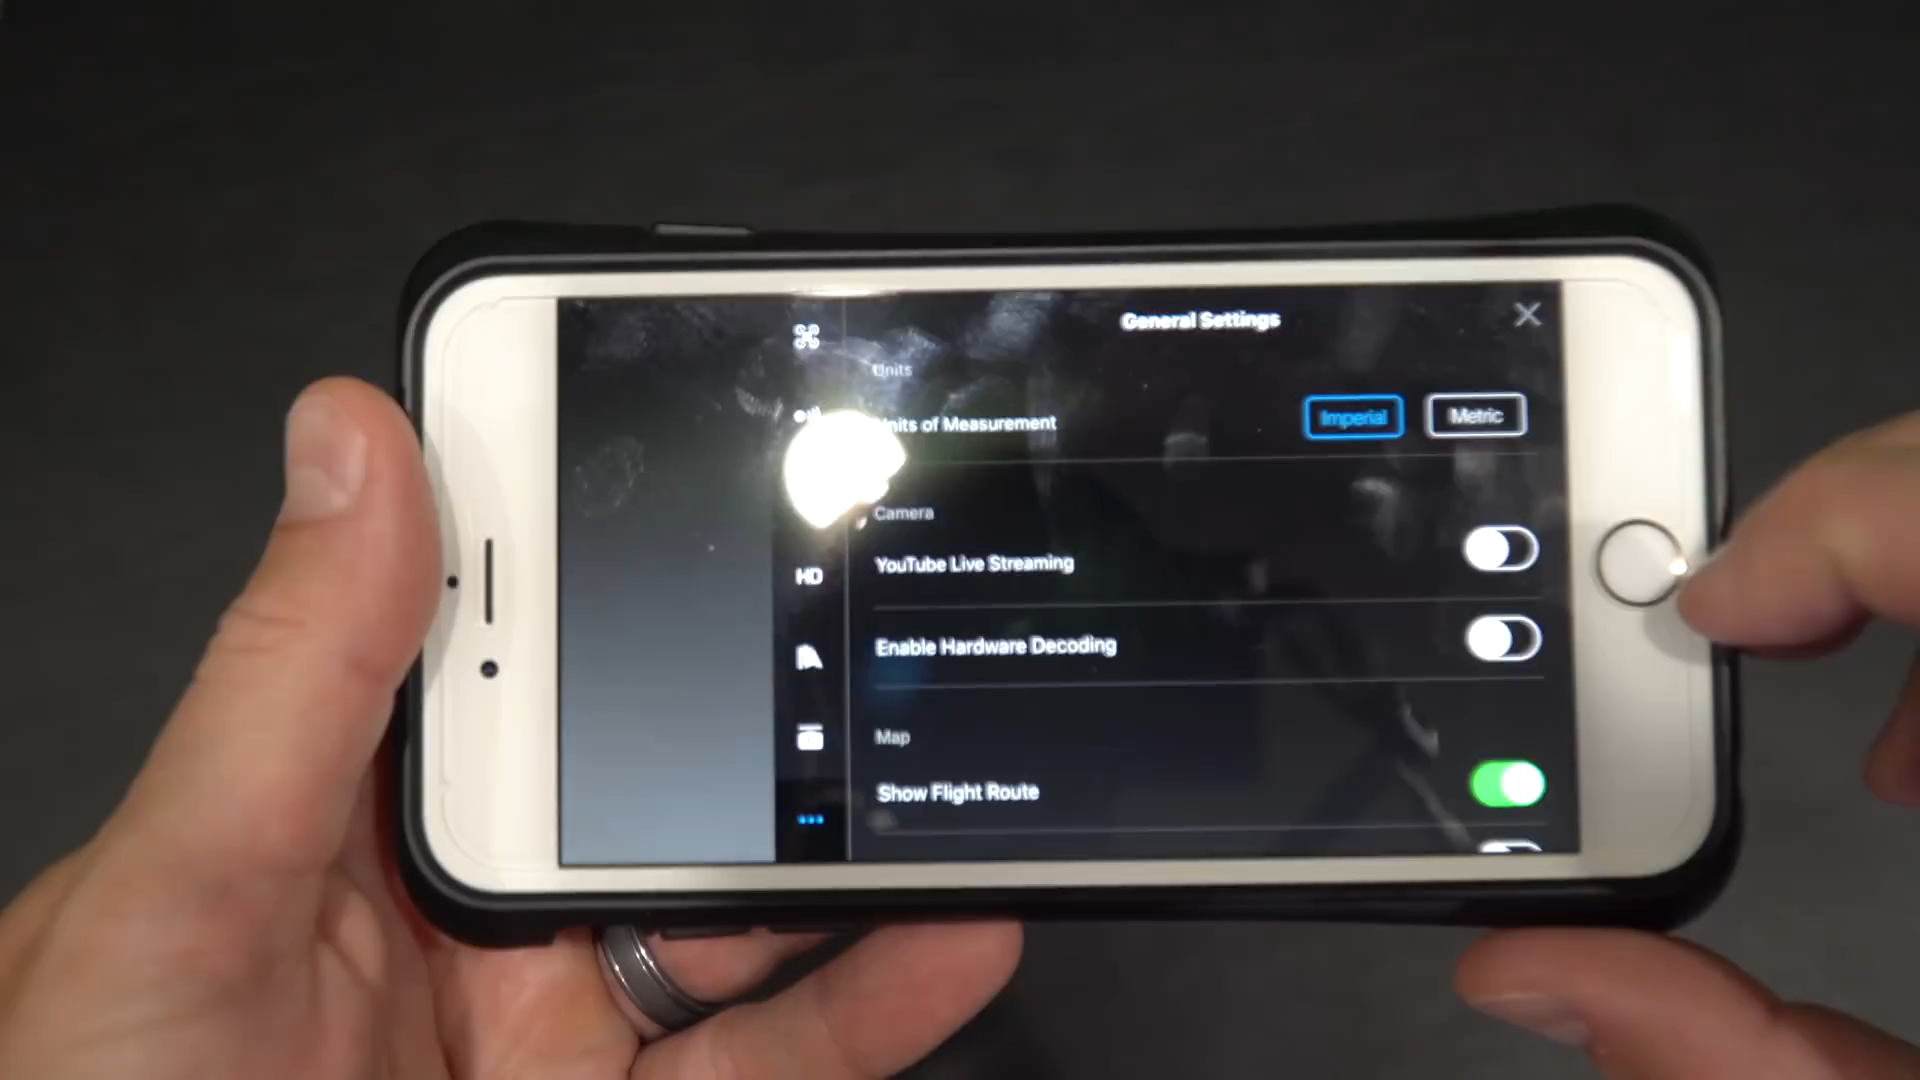 General Settings
Units
Units of Measurement
Imperial
Metric
Camera
YouTube Live Streaming
HD
Enable Hardware Decoding
Map
Show Flight Route